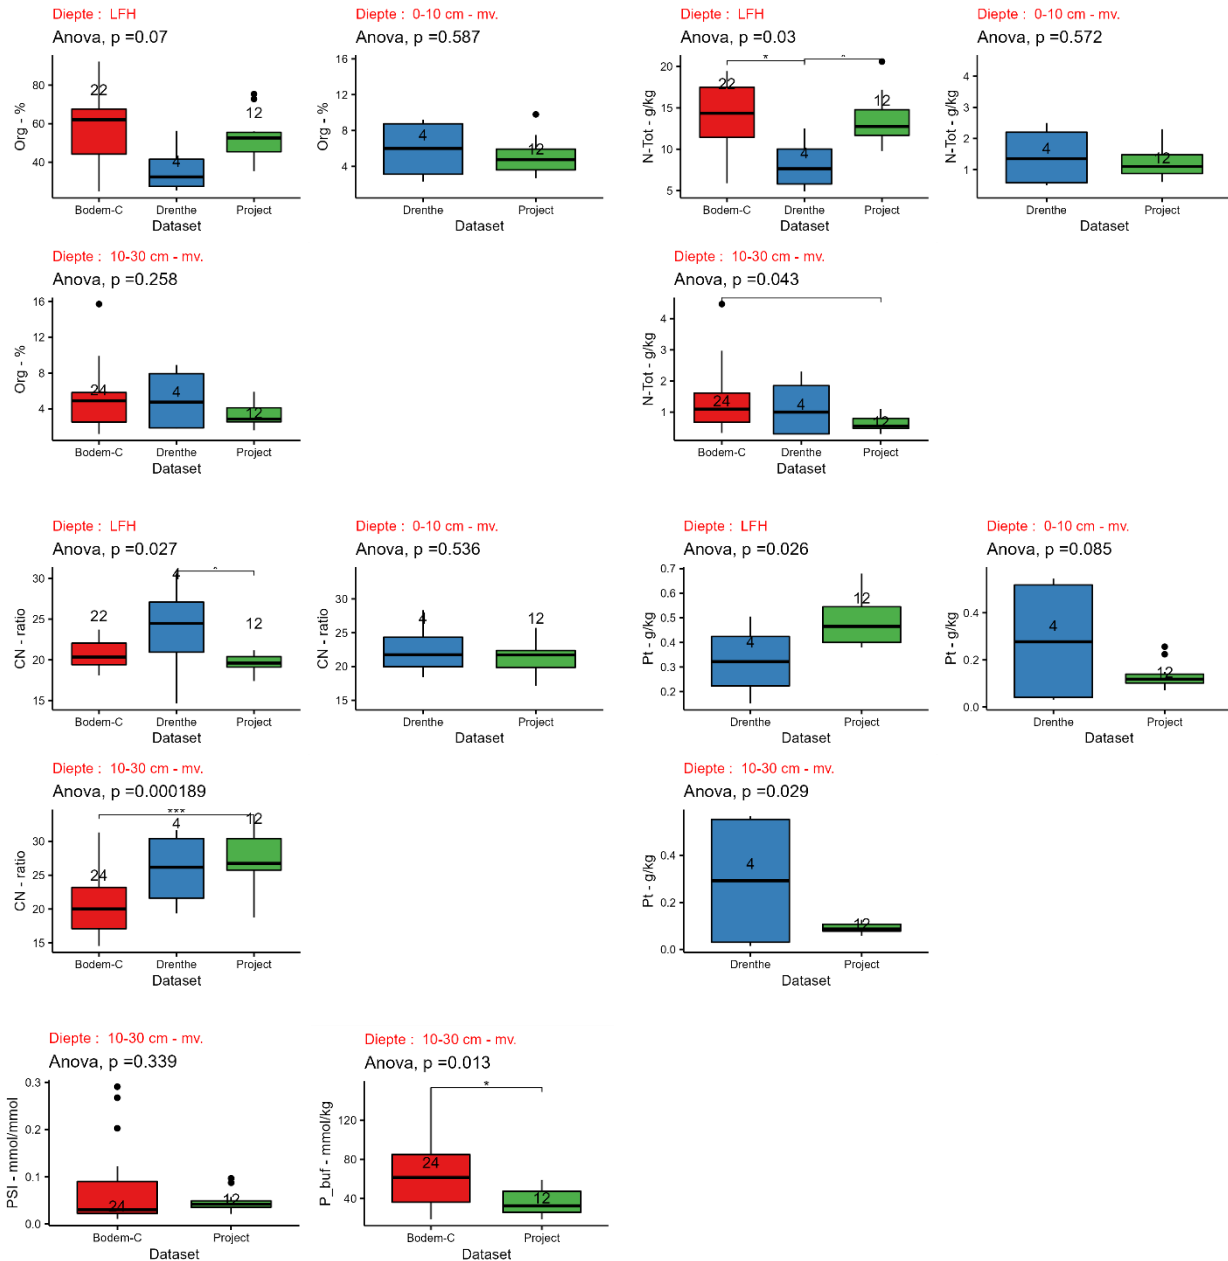 Diepte : LFH
Anova, p =0.07
Org - %
80
60
40
22
4
12
Bodem-C Drenthe Project
Dataset
Diepte : 0-10 cm - mv.
Anova, p =0.587
Org - %
16
12
8
4
4
12
Drenthe Project
Dataset
Diepte : LFH
Anova, p =0.03
N-Tot - g/kg
20
15
10
5
*
*
22
4
12
Bodem-C Drenthe Project
Dataset
Diepte : 0-10 cm - mv.
Anova, p =0.572
N-Tot - g/kg
4
3
2
1
4
12
Drenthe Project
Dataset
Diepte : 10-30 cm - mv.
Anova, p =0.258
Org - %
16
12
8
4
24
4
12
Bodem-C Drenthe Project
Dataset
Diepte : 10-30 cm - mv.
Anova, p =0.043
N-Tot - g/kg
4
3
2
1
24
4
12
Bodem-C Drenthe Project
Dataset
Diepte : LFH
Anova, p =0.027
CN - ratio
30
25
20
15
*
22
4
12
Bodem-C Drenthe Project
Dataset
Diepte : 0-10 cm - mv.
Anova, p =0.536
CN - ratio
30
25
20
15
4
12
Drenthe Project
Dataset
Diepte : LFH
Anova, p =0.026
Pt - g/kg
0.7
0.6
0.5
0.4
0.3
0.2
4
12
Drenthe Project
Dataset
Diepte : 0-10 cm - mv.
Anova, p =0.085
Pt - g/kg
0.4
0.2
0.0
4
12
Drenthe Project
Dataset
Diepte : 10-30 cm - mv.
Anova, p =0.000189
CN - ratio
30
25
20
15
***
24
4
12
Bodem-C Drenthe Project
Dataset
Diepte : 10-30 cm - mv.
Anova, p =0.029
Pt - g/kg
0.4
0.2
0.0
4
12
Drenthe Project
Dataset
Diepte : 10-30 cm - mv.
Anova, p =0.339
PSI - mmol/mmol
0.3
0.2
0.1
0.0
24
12
Bodem-C Project
Dataset
Diepte : 10-30 cm - mv.
Anova, p =0.013
P_buf - mmol/kg
120
80
40
*
24
12
Bodem-C Project
Dataset